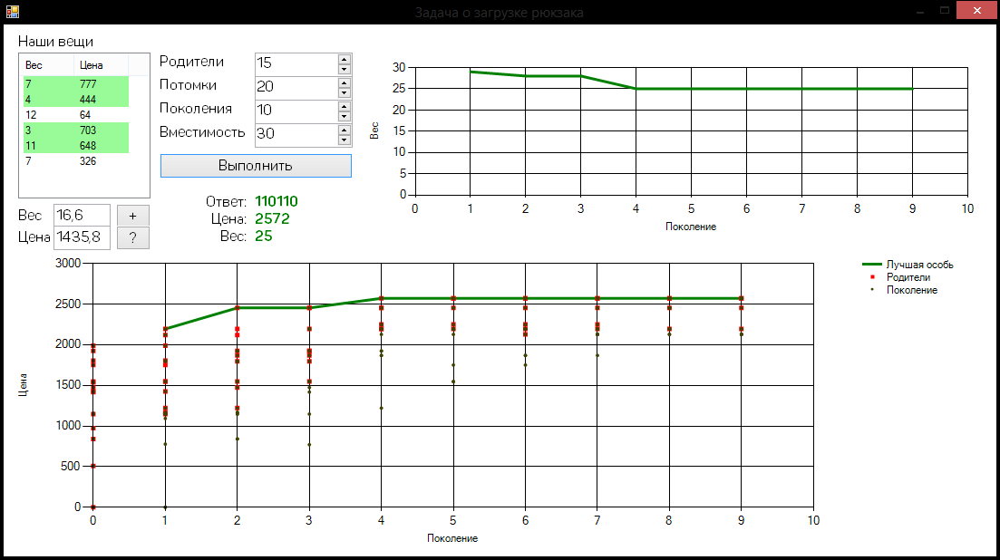 Задача о загрузке рюкзака
Наши вещи
Вес Цена
7 777
4 444
12 64
3 703
11 648
7 326
Родители 15
Потомки 20
Поколения 10
Вместимость 30
Выполнить
Вес 16,6 +
Цена 1435,8 ?
Ответ: 110110
Цена: 2572
Вес: 25
30
25
20
15
10
5
0
Вес
0 1 2 3 4 5 6 7 8 9 10
Поколение
3000
2500
2000
1500
1000
500
0
Цена
0 1 2 3 4 5 6 7 8 9 10
Поколение
Лучшая особь
Родители
Поколение